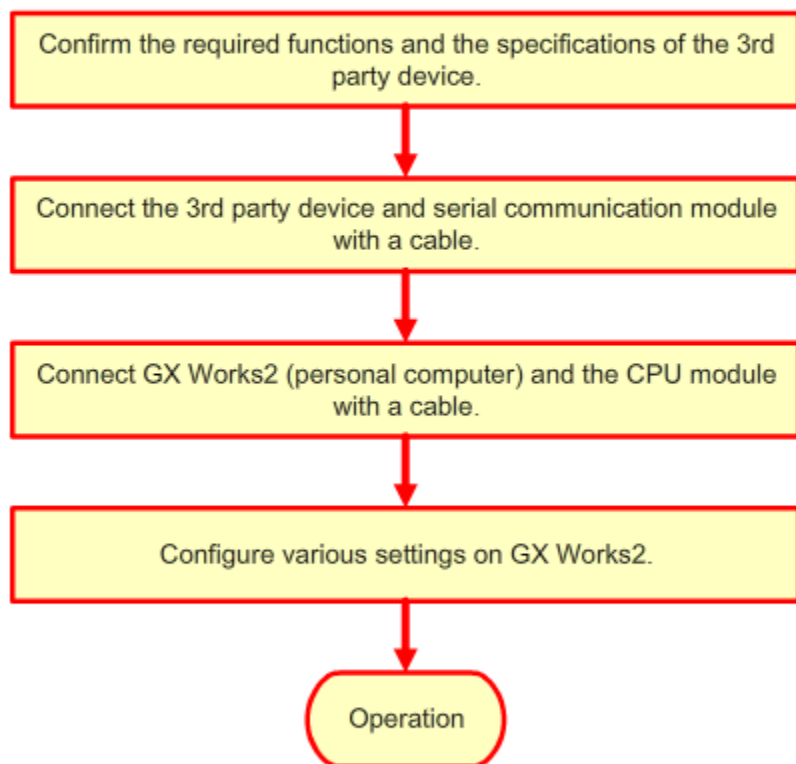 Confirm the required functions and the specifications of the 3rd
party device.
Connect the 3rd party device and serial communication module
with a cable.
Connect GX Works2 (personal computer) and the CPU module
with a cable.
Configure various settings on GX Works2.
Operation